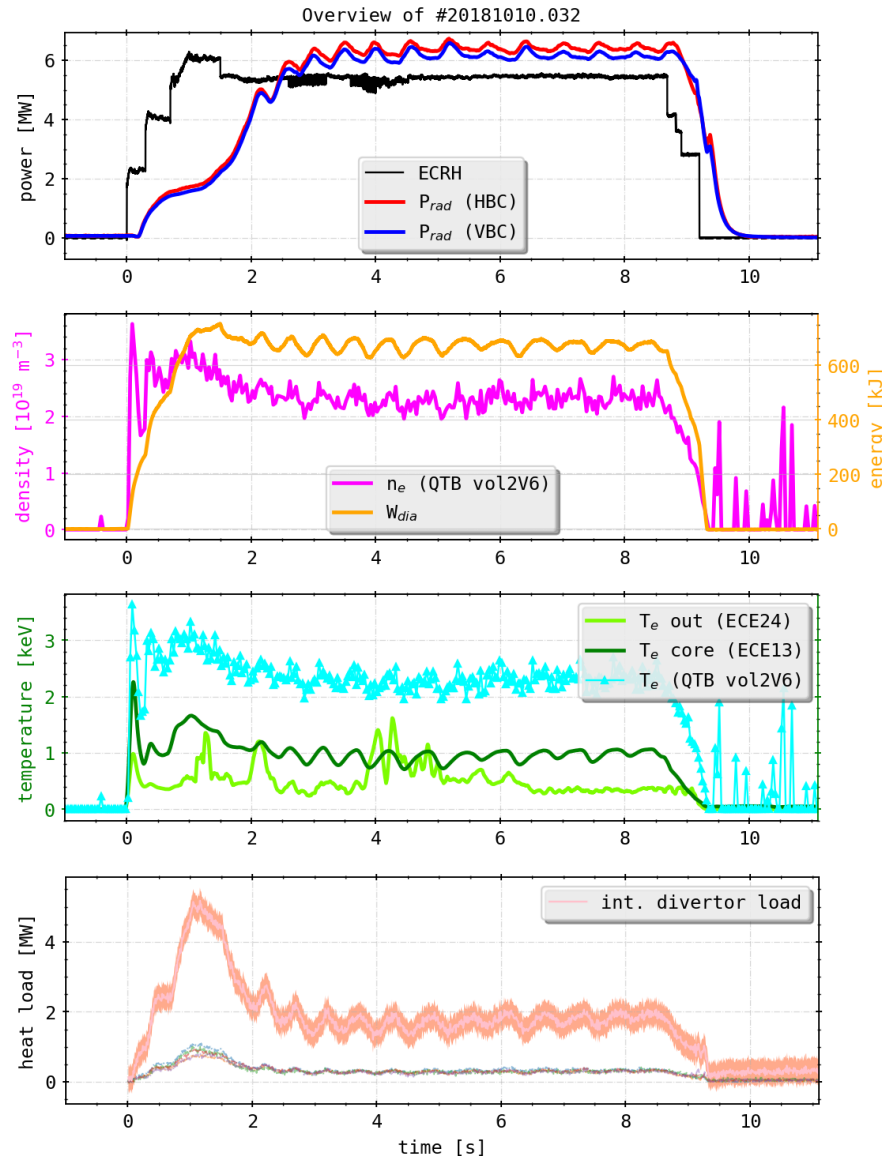 Overview of #20181010.032
power [MW]
6
4
2
0
ECRH
P_rad (HBC)
P_rad (VBC)
0 2 4 6 8 10
density [10^19 m^-3]
3
2
1
0
n_e (QTB vol2V6)
W_dia
600
400
200
0
energy [kJ]
0 2 4 6 8 10
temperature [keV]
3
2
1
0
T_e out (ECE24)
T_e core (ECE13)
T_e (QTB vol2V6)
0 2 4 6 8 10
heat load [MW]
4
2
0
int. divertor load
0 2 4 6 8 10
time [s]